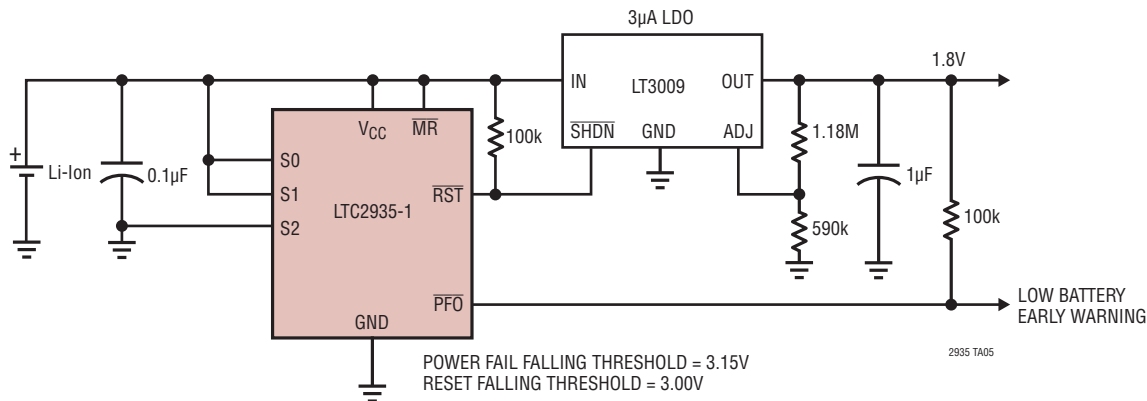 3µA LDO
1.8V
IN
LT3009
OUT
SHDN
GND
ADJ
VCC
MR
100k
1.18M
+
Li-Ion
0.1µF
S0
S1
S2
LTC2935-1
RST
1µF
590k
100k
PFO
GND
LOW BATTERY
EARLY WARNING
2935 TA05
POWER FAIL FALLING THRESHOLD = 3.15V
RESET FALLING THRESHOLD = 3.00V